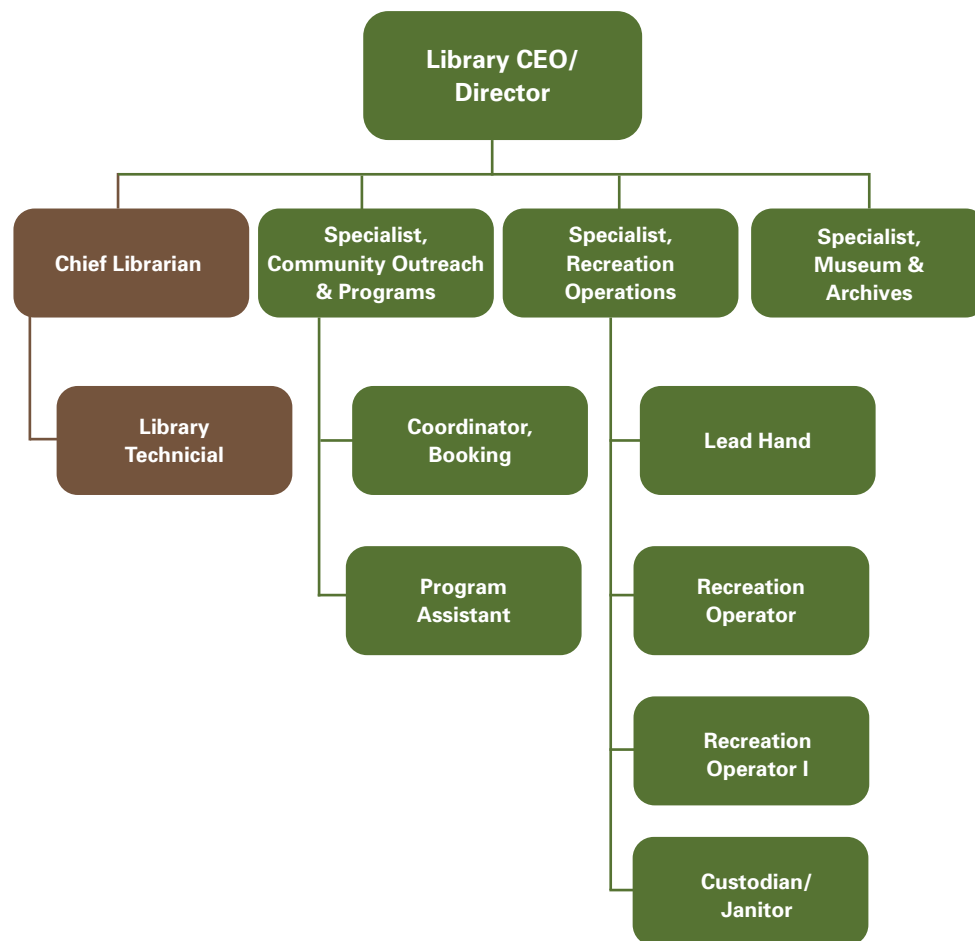 Library CEO/
Director
Chief Librarian
Specialist,
Community Outreach
& Programs
Specialist,
Recreation
Operations
Specialist,
Museum &
Archives
Library
Technicial
Coordinator,
Booking
Lead Hand
Program
Assistant
Recreation
Operator
Recreation
Operator I
Custodian/
Janitor